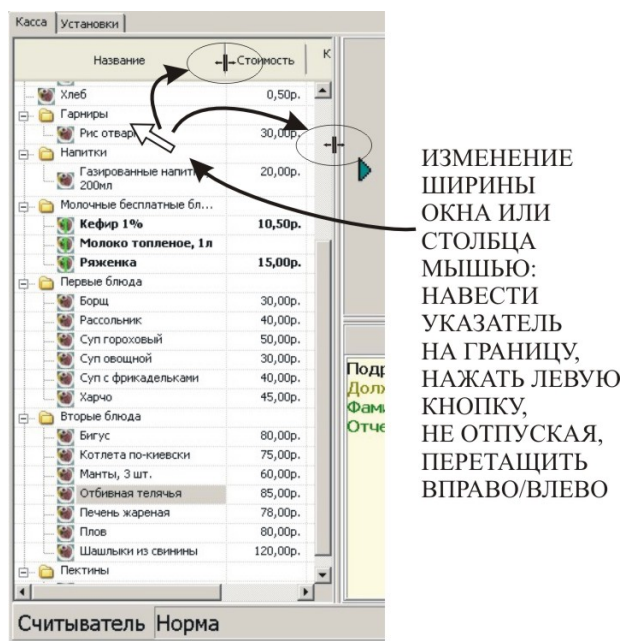 Касса Установки
Название Стоимость К
Хлеб 0,50р.
Гарниры
Рис отвар 30,00р.
Напитки
Газированные напит 20,00р.
200мл
Молочные бесплатные бл...
Кефир 1% 10,50р.
Молоко топленое, 1л
Ряженка 15,00р.
Первые блюда
Борщ 30,00р.
Рассольник 40,00р.
Суп гороховый 50,00р.
Суп овощной 30,00р.
Суп с фрикадельками 40,00р.
Харчо 45,00р.
Вторые блюда
Бигус 80,00р.
Котлета по-киевски 75,00р.
Манты, 3 шт. 60,00р.
Отбивная телячья 85,00р.
Печень жареная 78,00р.
Плов 80,00р.
Шашлыки из свинины 120,00р.
Пектины
Считыватель Норма
Подр
Долж
Фами
Отче
ИЗМЕНЕНИЕ
ШИРИНЫ
ОКНА ИЛИ
СТОЛБЦА
МЫШЬЮ:
НАВЕСТИ
УКАЗАТЕЛЬ
НА ГРАНИЦУ,
НАЖАТЬ ЛЕВУЮ
КНОПКУ,
НЕ ОТПУСКАЯ,
ПЕРЕТАЩИТЬ
ВПРАВО/ВЛЕВО